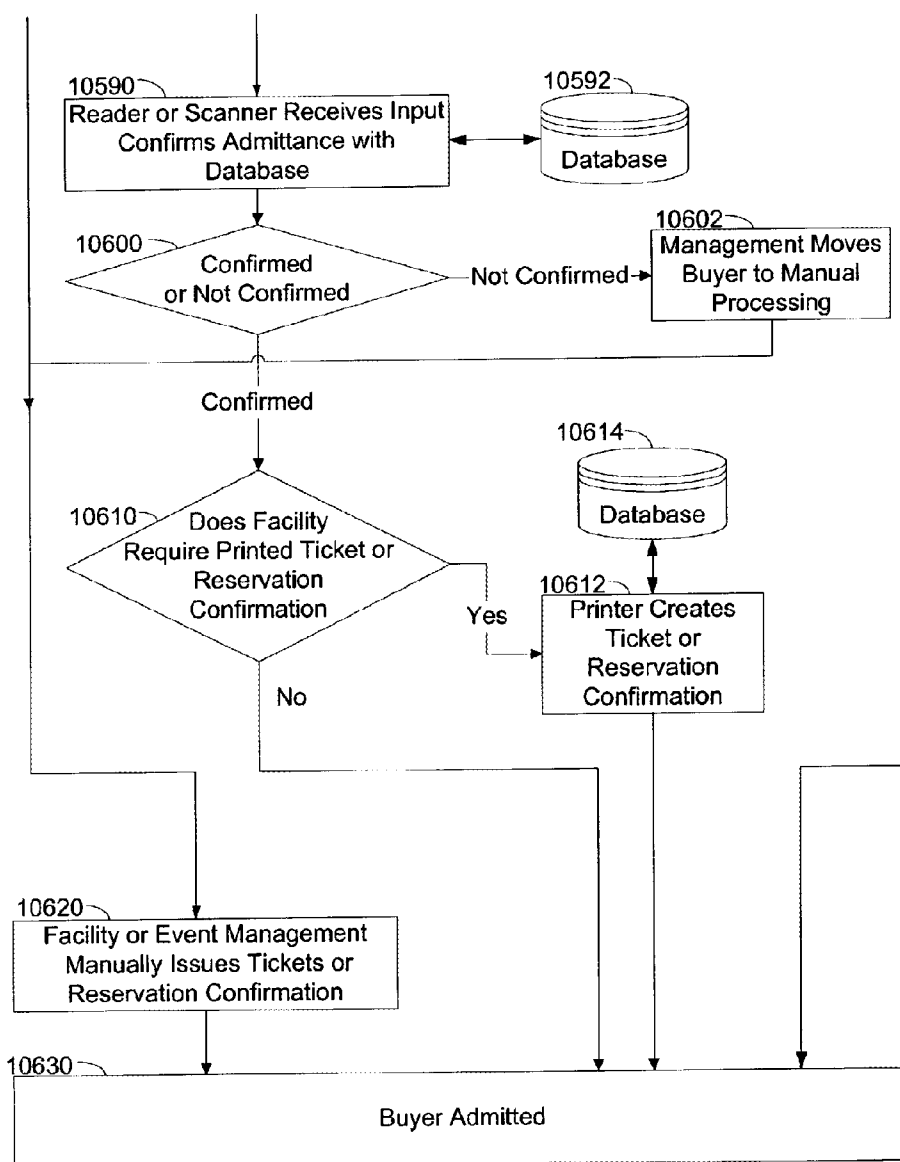 10590
Reader or Scanner Receives Input
Confirms Admittance with
Database
10592
Database
10600
Confirmed
or Not Confirmed
Not Confirmed
10602
Management Moves
Buyer to Manual
Processing
Confirmed
10610
Does Facility
Require Printed Ticket or
Reservation
Confirmation
Yes
No
10614
Database
10612
Printer Creates
Ticket or
Reservation
Confirmation
10620
Facility or Event Management
Manually Issues Tickets or
Reservation Confirmation
10630
Buyer Admitted